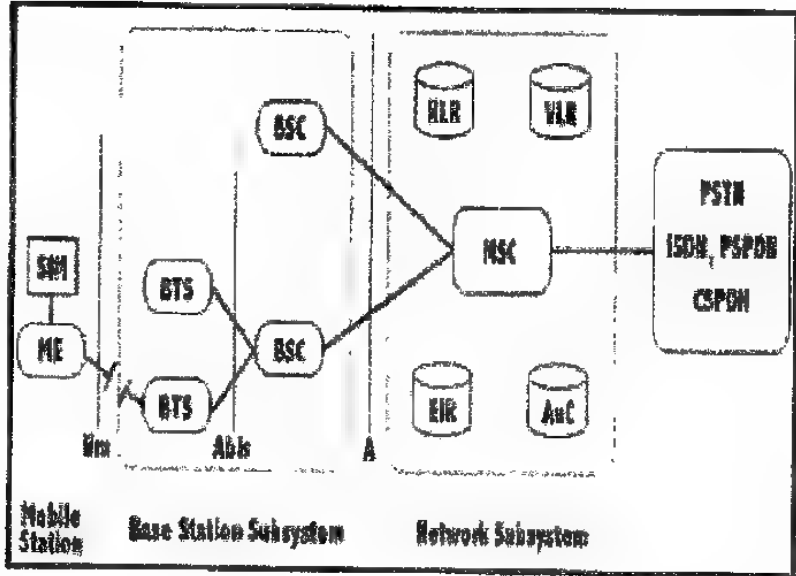 HLR
VLR
BSC
PSTN
ISDN, PSPDN
CSPDN
MSC
SIM
BTS
ME
BSC
EIR
AuC
BTS
Um
Abis
A
Mobile
Station
Base Station Subsystem
Network Subsystem